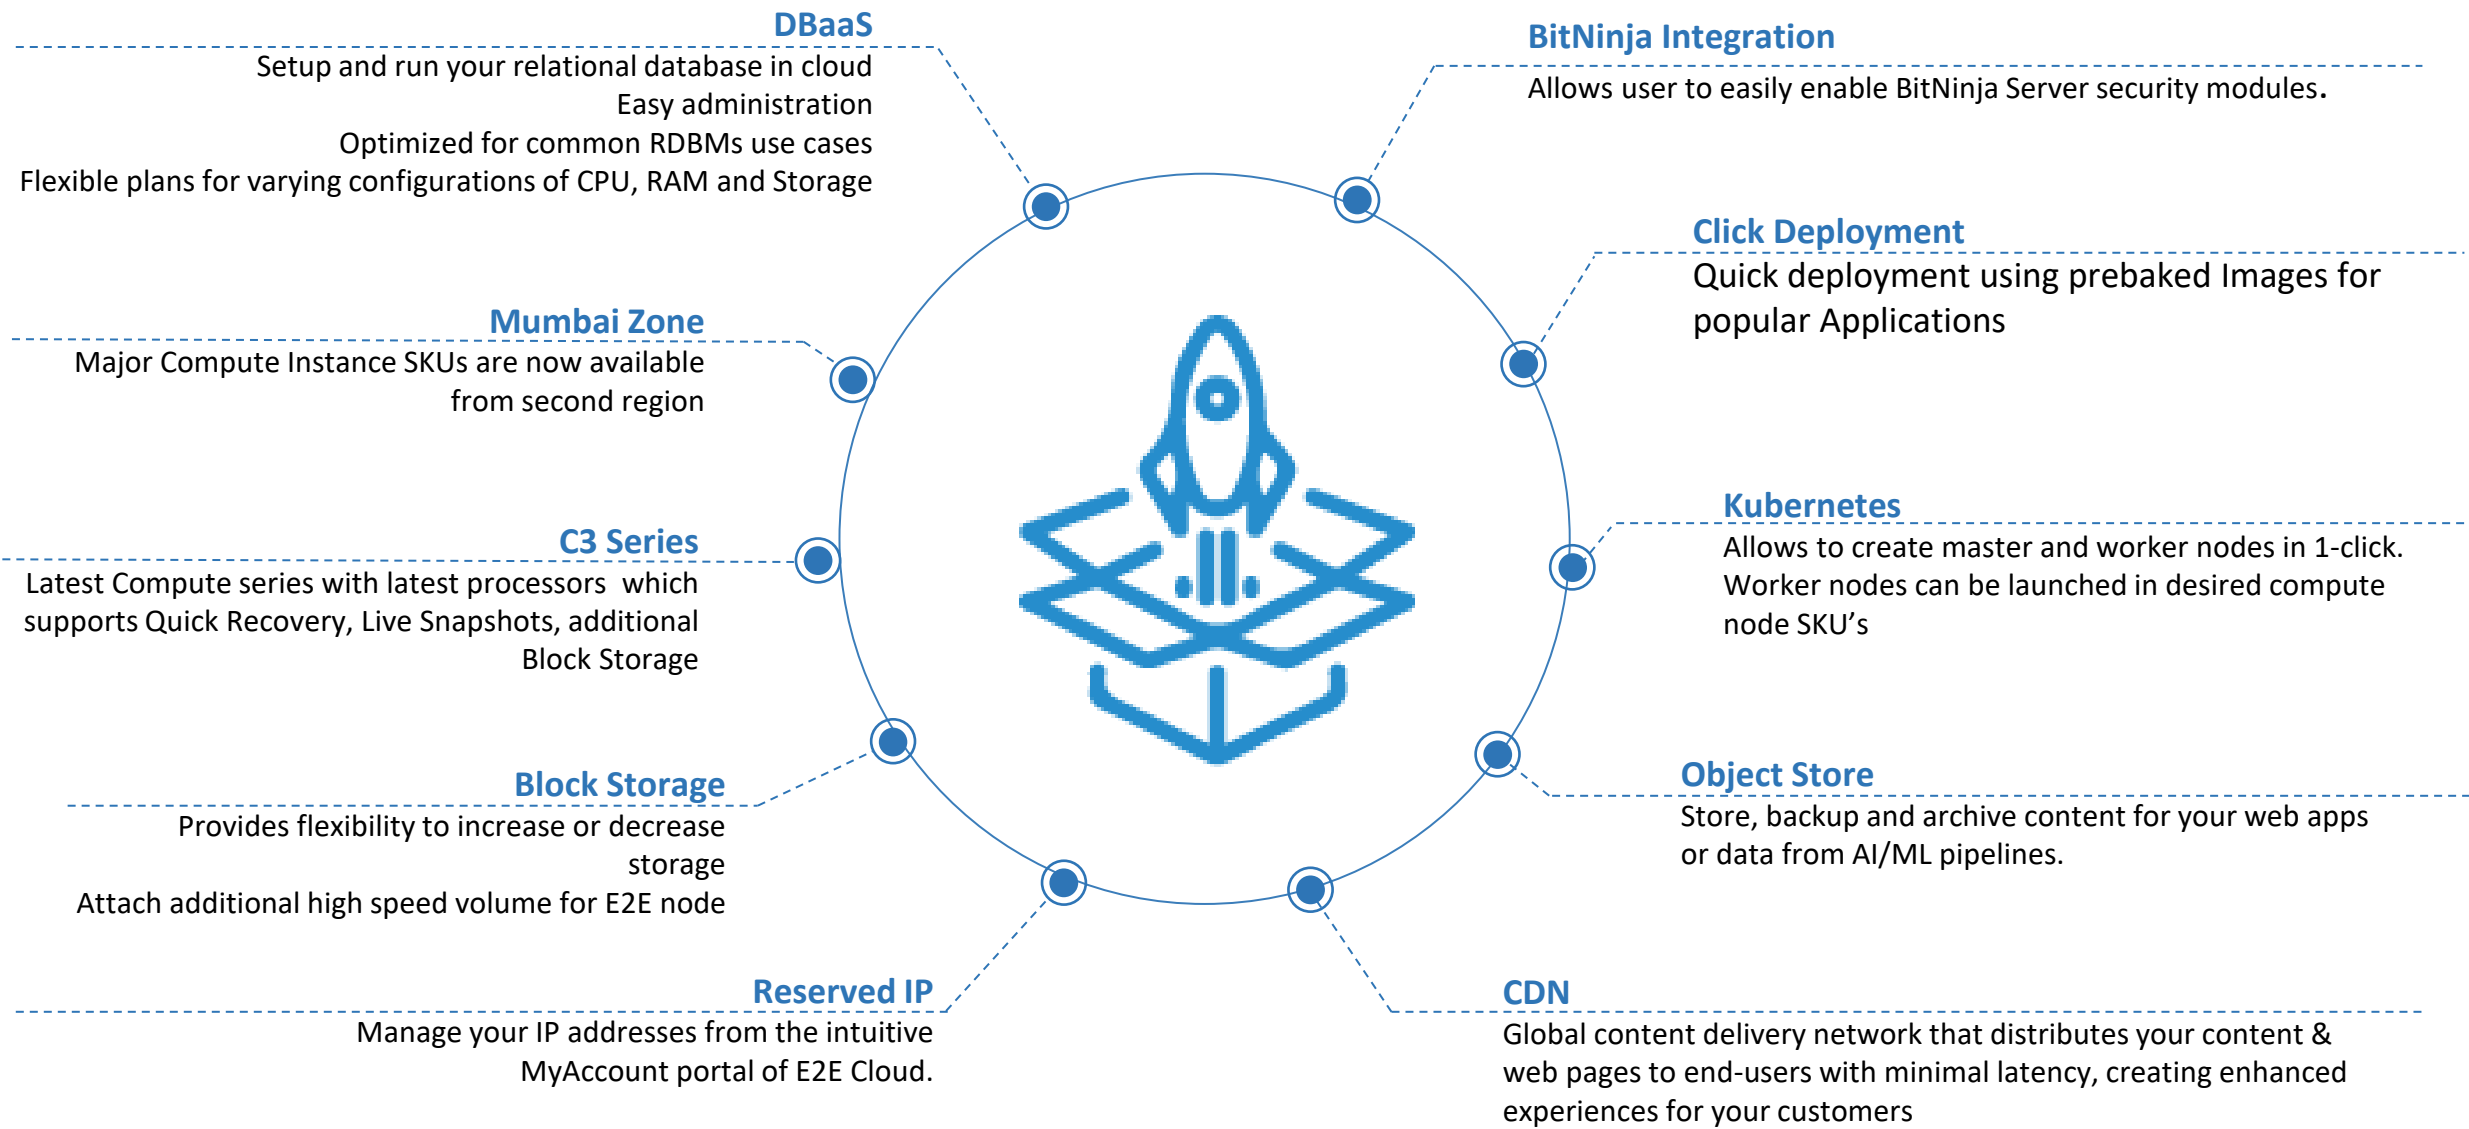 DBaaS
Setup and run your relational database in cloud
Easy administration
Optimized for common RDBMs use cases
Flexible plans for varying configurations of CPU, RAM and Storage
Mumbai Zone
Major Compute Instance SKUs are now available
from second region
C3 Series
Latest Compute series with latest processors  which
supports Quick Recovery, Live Snapshots, additional
Block Storage
Block Storage
Provides flexibility to increase or decrease
storage
Attach additional high speed volume for E2E node
Reserved IP
Manage your IP addresses from the intuitive
MyAccount portal of E2E Cloud.
BitNinja Integration
Allows user to easily enable BitNinja Server security modules.
Click Deployment
Quick deployment using prebaked Images for
popular Applications
Kubernetes
Allows to create master and worker nodes in 1-click.
Worker nodes can be launched in desired compute
node SKU’s
Object Store
Store, backup and archive content for your web apps
or data from AI/ML pipelines.
CDN
Global content delivery network that distributes your content &
web pages to end-users with minimal latency, creating enhanced
experiences for your customers